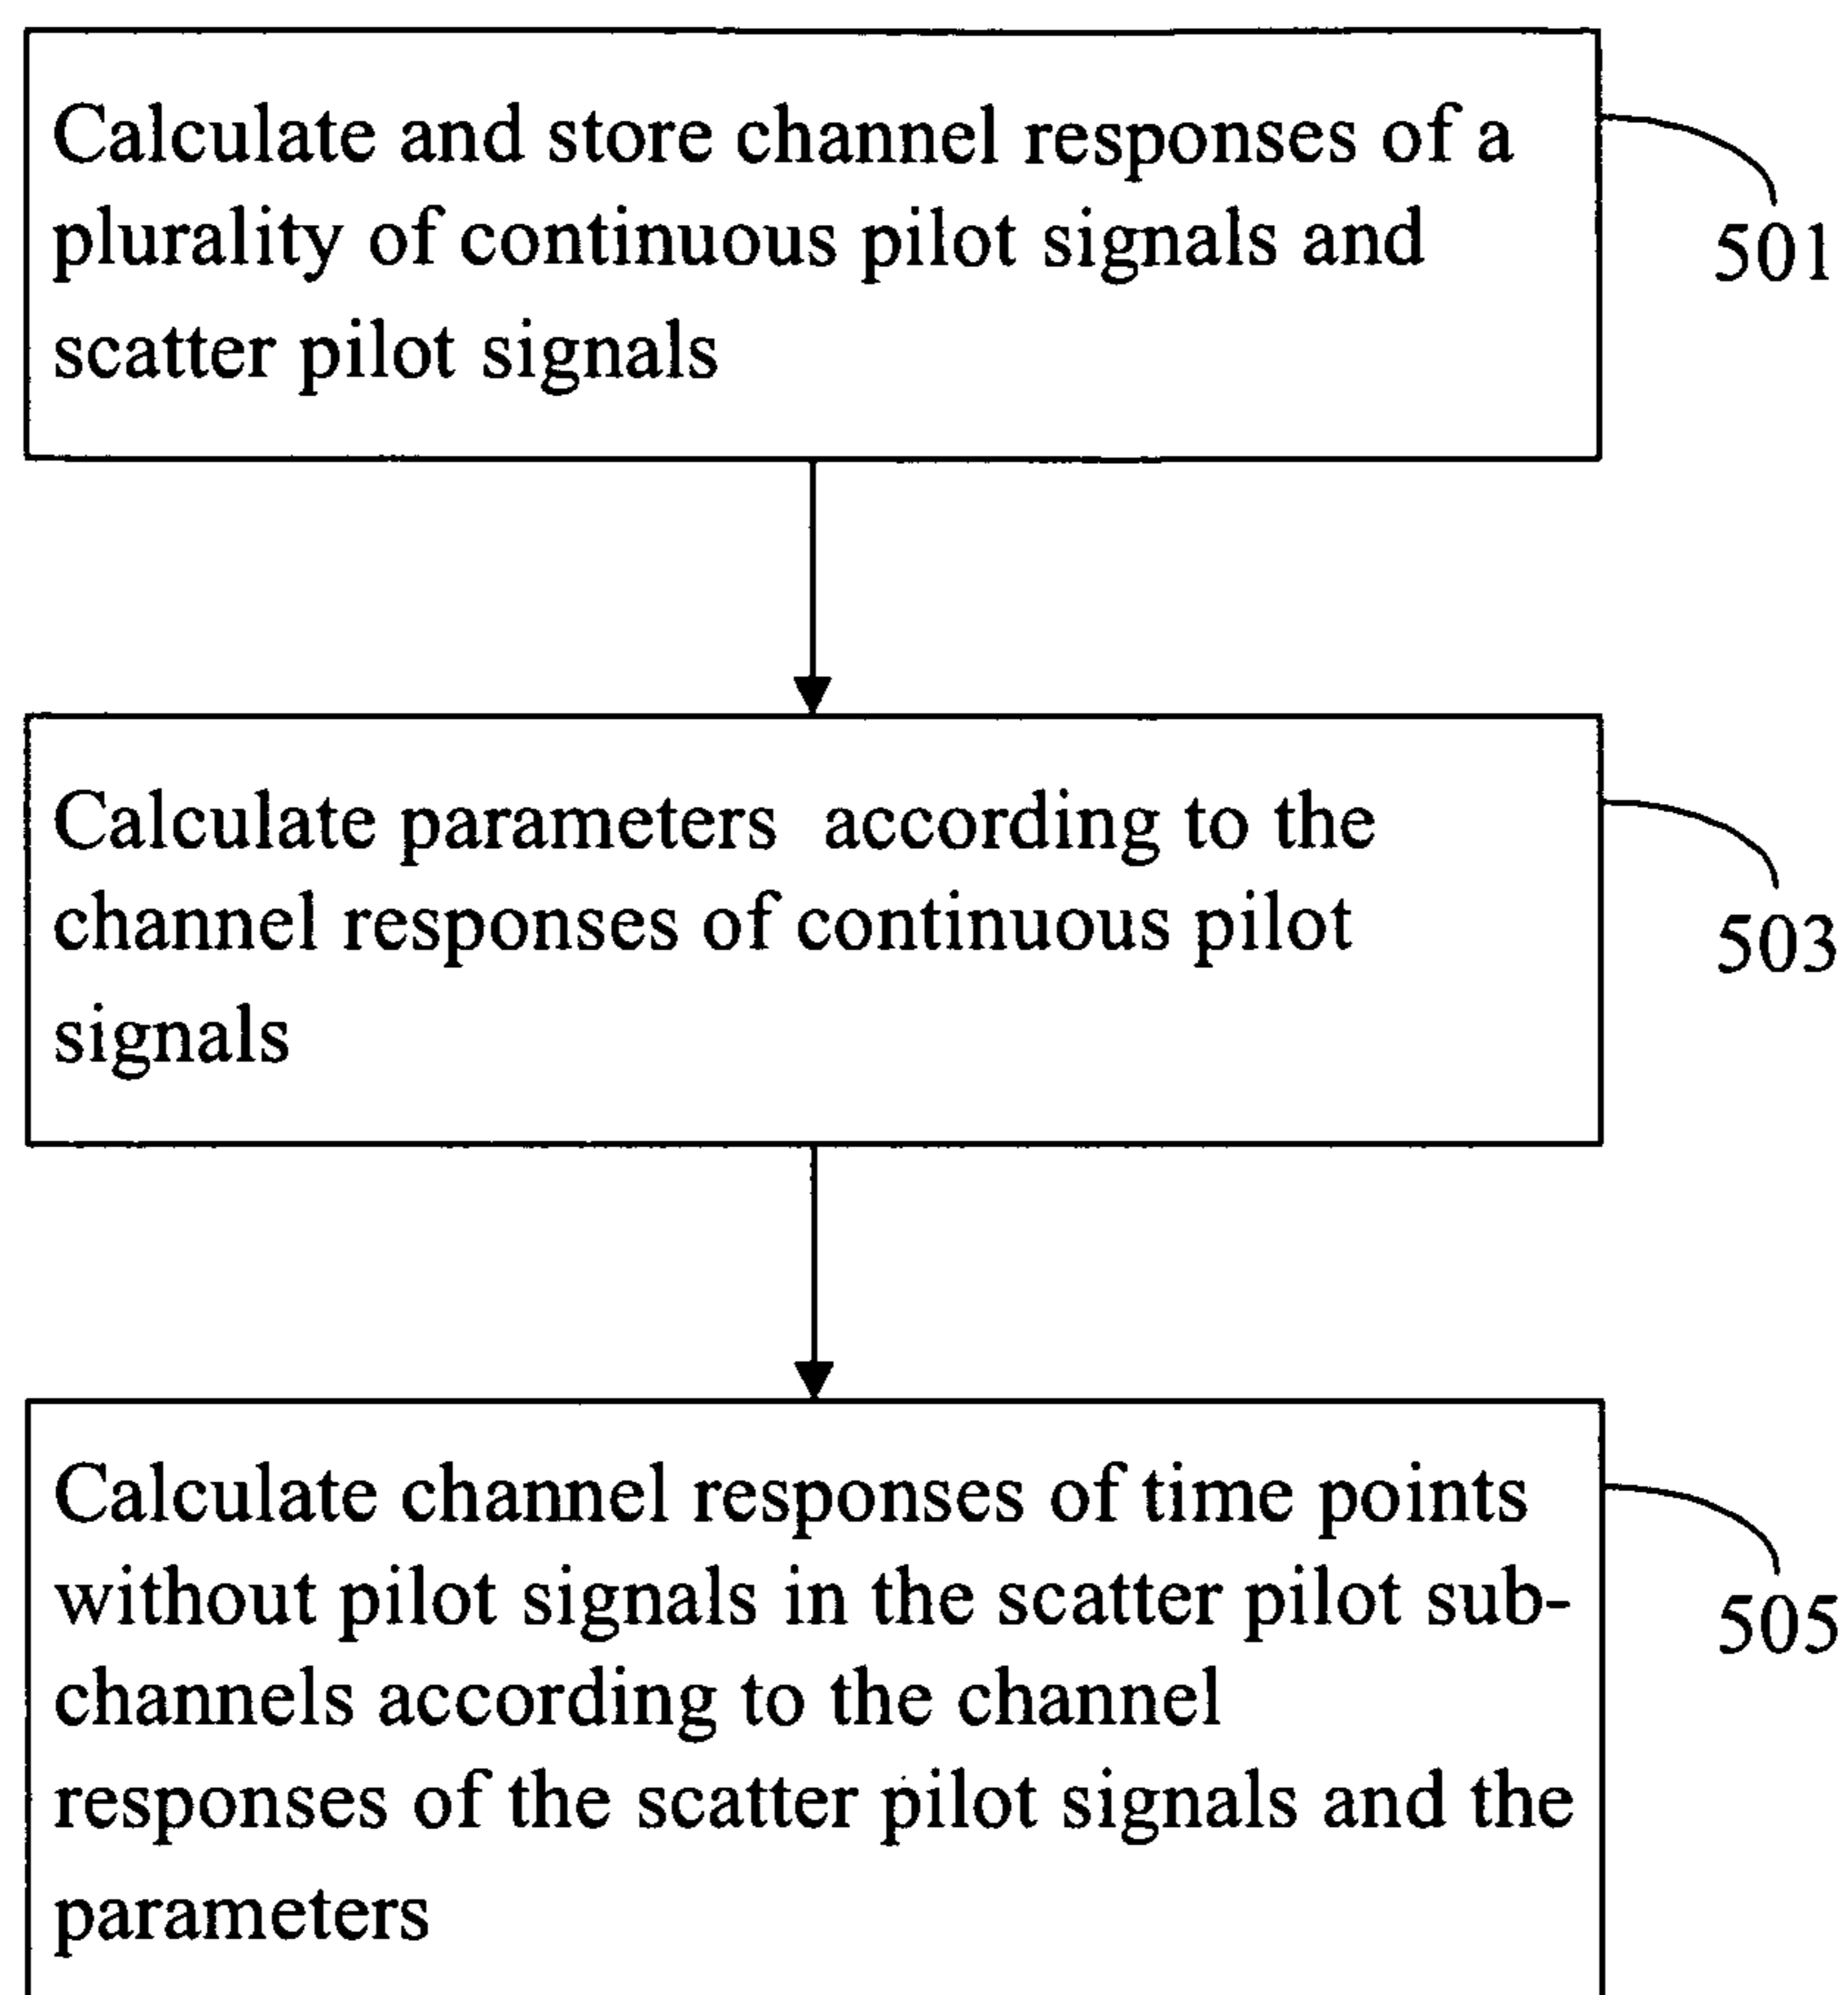 Calculate and store channel responses of a
plurality of continuous pilot signals and
scatter pilot signals
501
Calculate parameters according to the
channel responses of continuous pilot
signals
503
Calculate channel responses of time points
without pilot signals in the scatter pilot sub-
channels according to the channel
responses of the scatter pilot signals and the
parameters
505